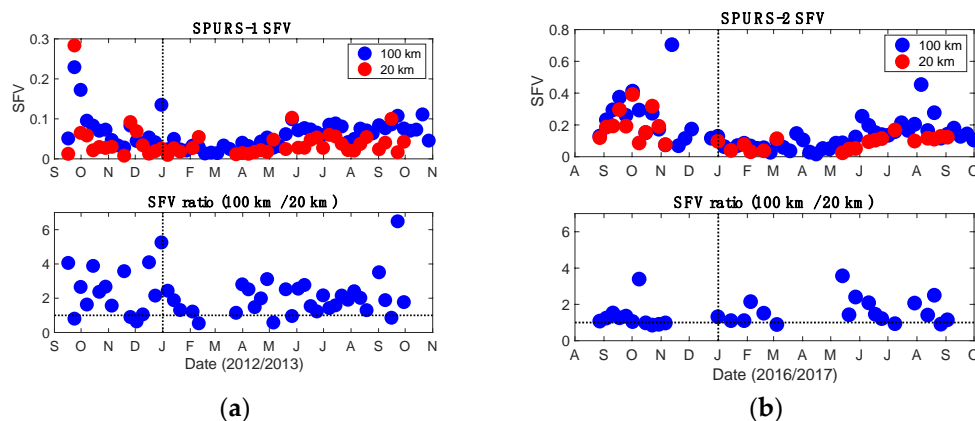 SPURS-1 SFV
0.3
0.2
0.1
0
SFV
100 km
20 km
S O N D J F M A M J J A S O N
SFV ratio (100 km /20 km)
6
4
2
0
S O N D J F M A M J J A S O N
Date (2012/2013)
(a)
SPURS-2 SFV
0.8
0.6
0.4
0.2
0
100 km
20 km
A S O N D J F M A M J J A S O
SFV ratio (100 km /20 km)
6
4
2
0
A S O N D J F M A M J J A S O
Date (2016/2017)
(b)